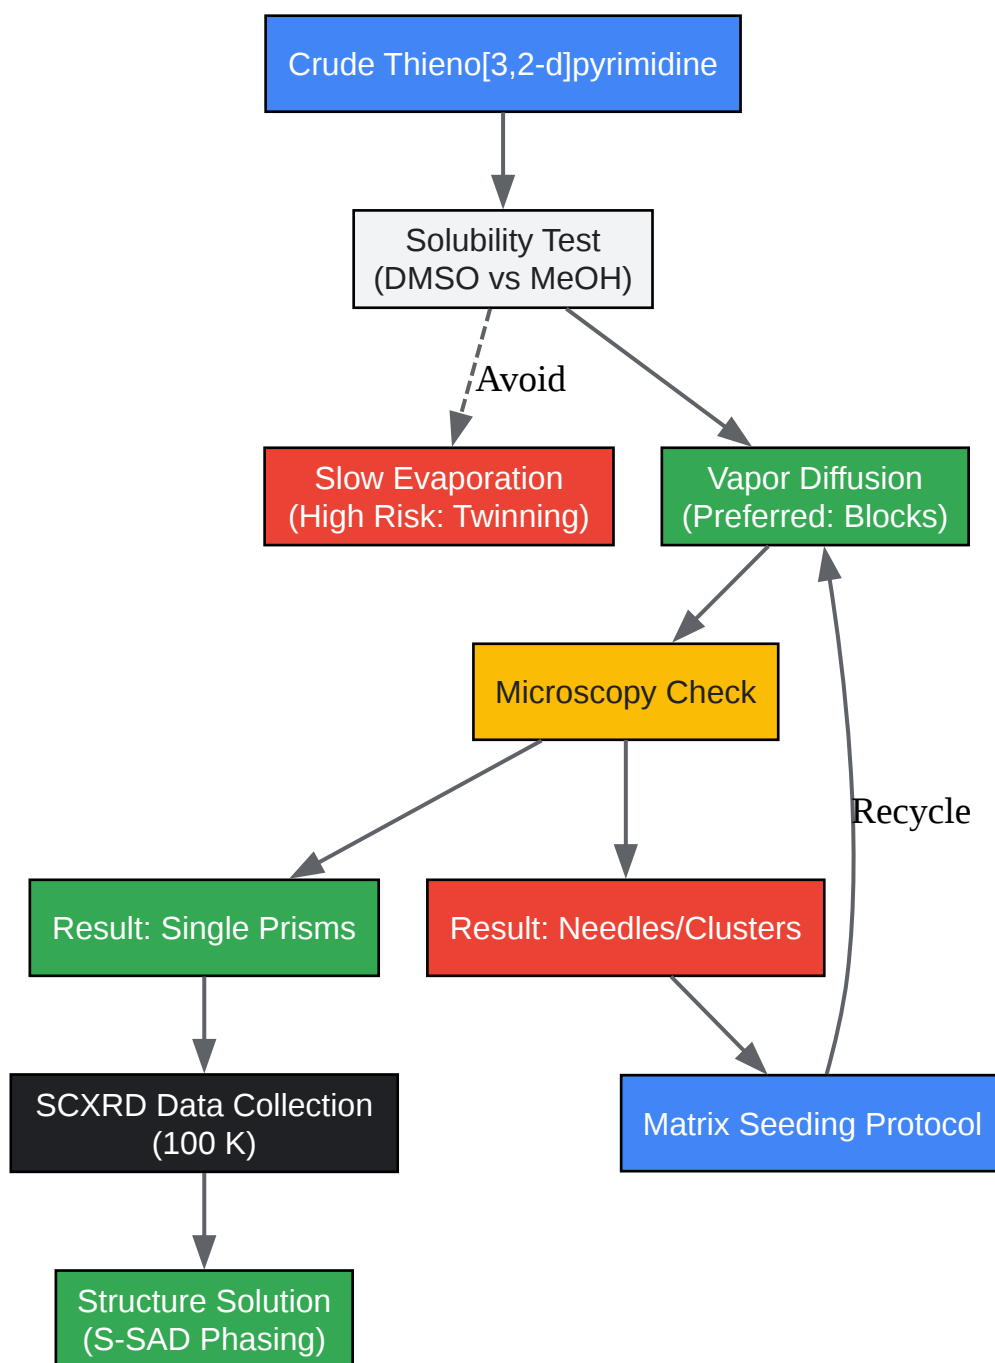 Crude Thieno[3,2-d]pyrimidine
Solubility Test
(DMSO vs MeOH)
Avoid
Slow Evaporation
(High Risk: Twinning)
Vapor Diffusion
(Preferred: Blocks)
Microscopy Check
Recycle
Result: Single Prisms
Result: Needles/Clusters
SCXRD Data Collection
(100 K)
Matrix Seeding Protocol
Structure Solution
(S-SAD Phasing)